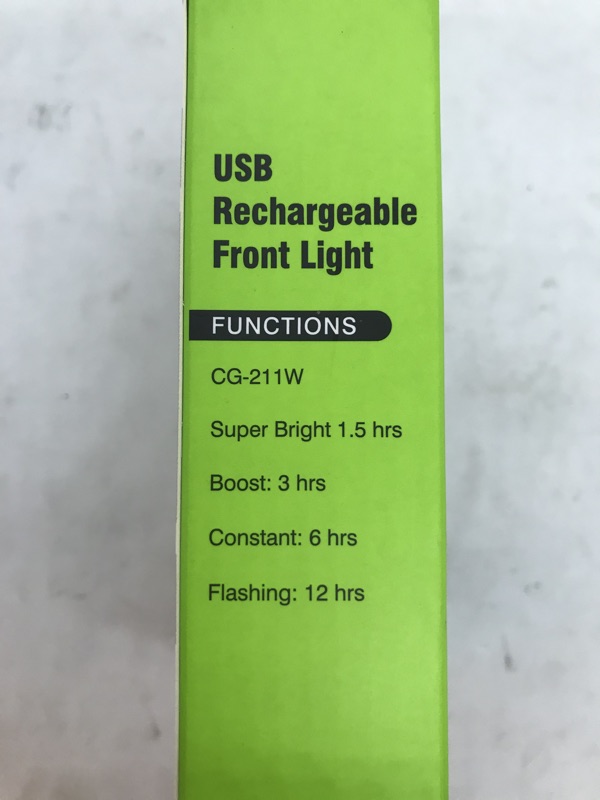 USB
Rechargeable
Front Light
FUNCTIONS
CG-211W
Super Bright 1.5 hrs
Boost: 3 hrs
Constant: 6 hrs
Flashing: 12 hrs